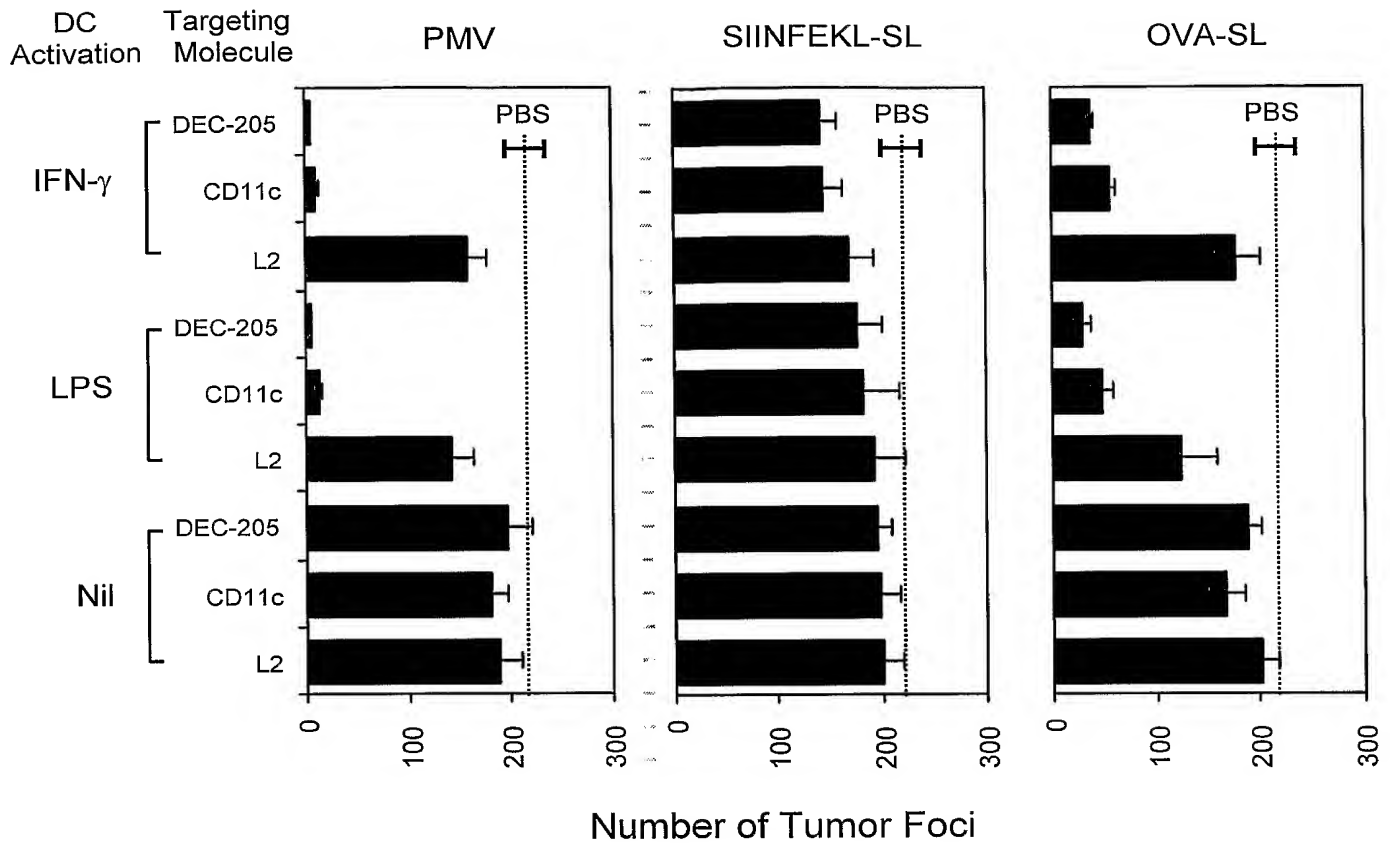 DC Activation
Targeting Molecule
PMV
SIINFEKL-SL
OVA-SL
IFN-γ
DEC-205
CD11c
L2
LPS
DEC-205
CD11c
L2
Nil
DEC-205
CD11c
L2
PBS
PBS
PBS
0 100 200 300
0 100 200 300
0 100 200 300
Number of Tumor Foci